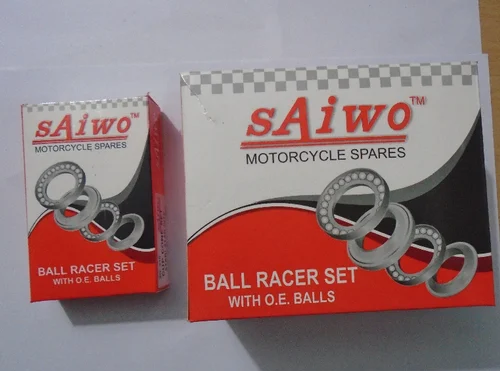 sAiwo™
MOTORCYCLE SPARES
BALL RACER SET
WITH O.E. BALLS
sAiwo™
MOTORCYCLE SPARES
BALL RACER SET
WITH O.E. BALLS